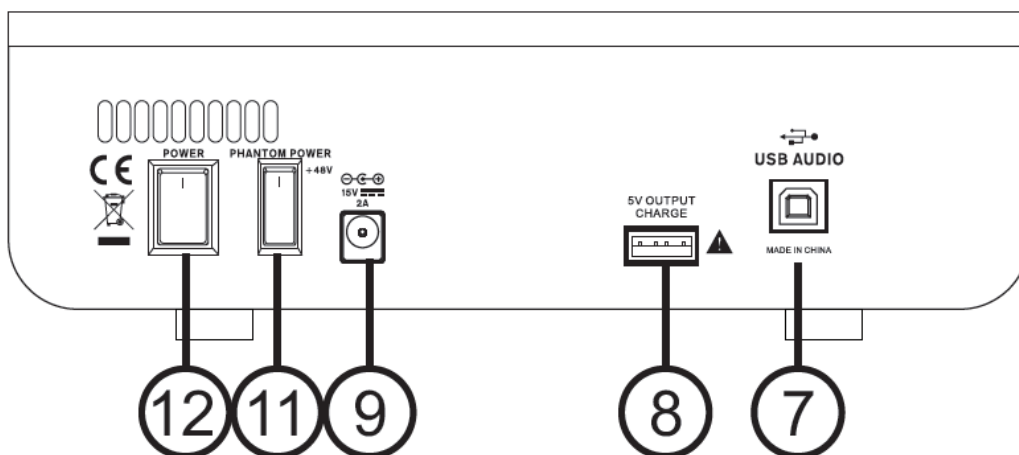 POWER
PHANTOM POWER
+48V
CE
15V
2A
5V OUTPUT
CHARGE
USB AUDIO
MADE IN CHINA
12
11
9
8
7